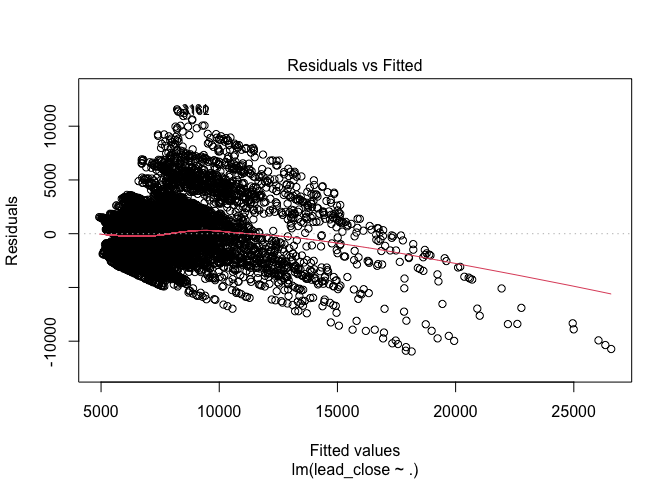 Residuals vs Fitted
Residuals
10000
5000
0
-10000
5000
10000
15000
20000
25000
Fitted values
lm(lead_close ~ .)